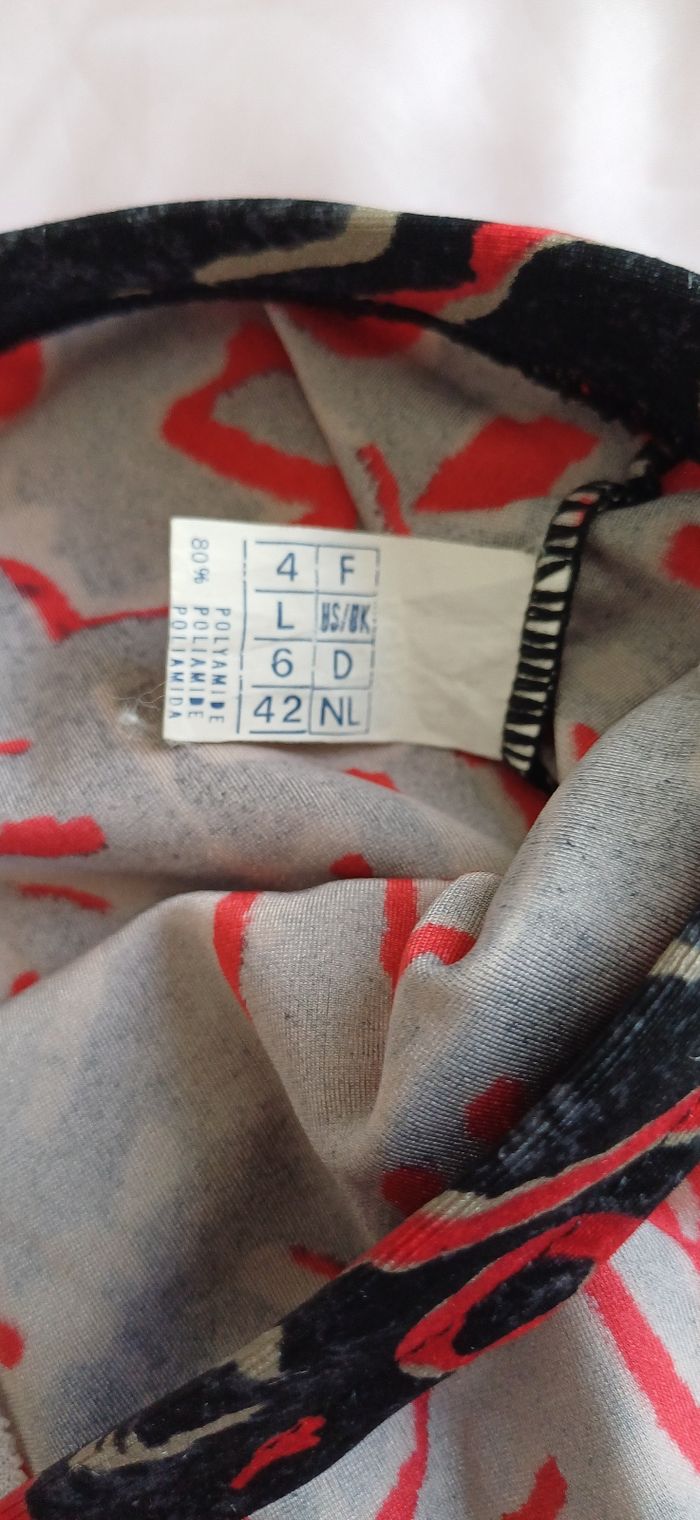 4 F
L US/UK
6 D
42 NL
POLYAMIDE
80% POLIAMIDE
POLIAMIDA